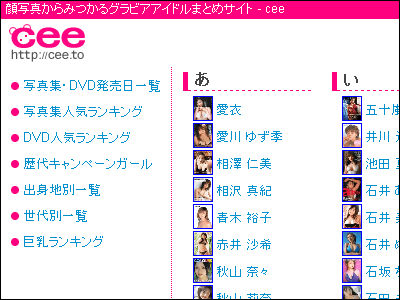 顔写真からみつかるグラビアアイドルまとめサイト - cee
cee
http://cee.to
写真集・DVD発売日一覧
写真集人気ランキング
DVD人気ランキング
歴代キャンペーンガール
出身地別一覧
世代別一覧
巨乳ランキング
あ
愛衣
愛川 ゆず季
相澤 仁美
相沢 真紀
青木 裕子
赤井 沙希
秋山 奈々
秋山 莉奈
い
五十嵐
井川
池田
石井
石井
石井
石坂
石田